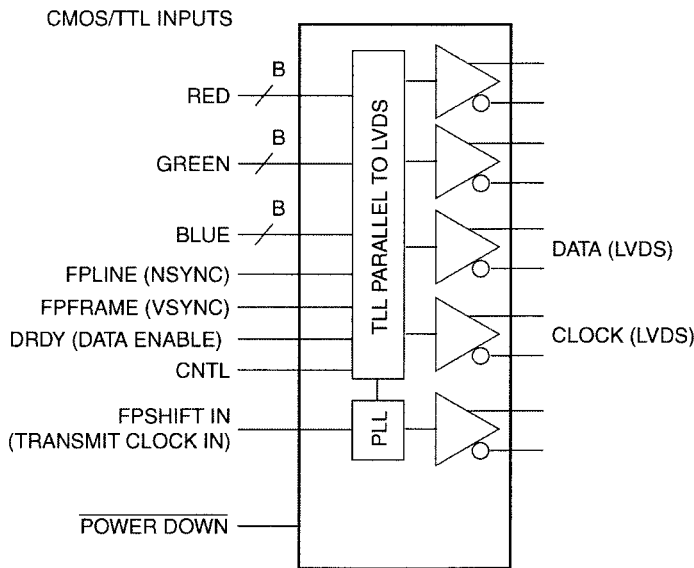 CMOS/TTL INPUTS
B
RED
B
GREEN
B
BLUE
FPLINE (NSYNC)
FPFRAME (VSYNC)
DRDY (DATA ENABLE)
CNTL
FPSHIFT IN
(TRANSMIT CLOCK IN)
POWER DOWN
TLL PARALLEL TO LVDS
PLL
DATA (LVDS)
CLOCK (LVDS)